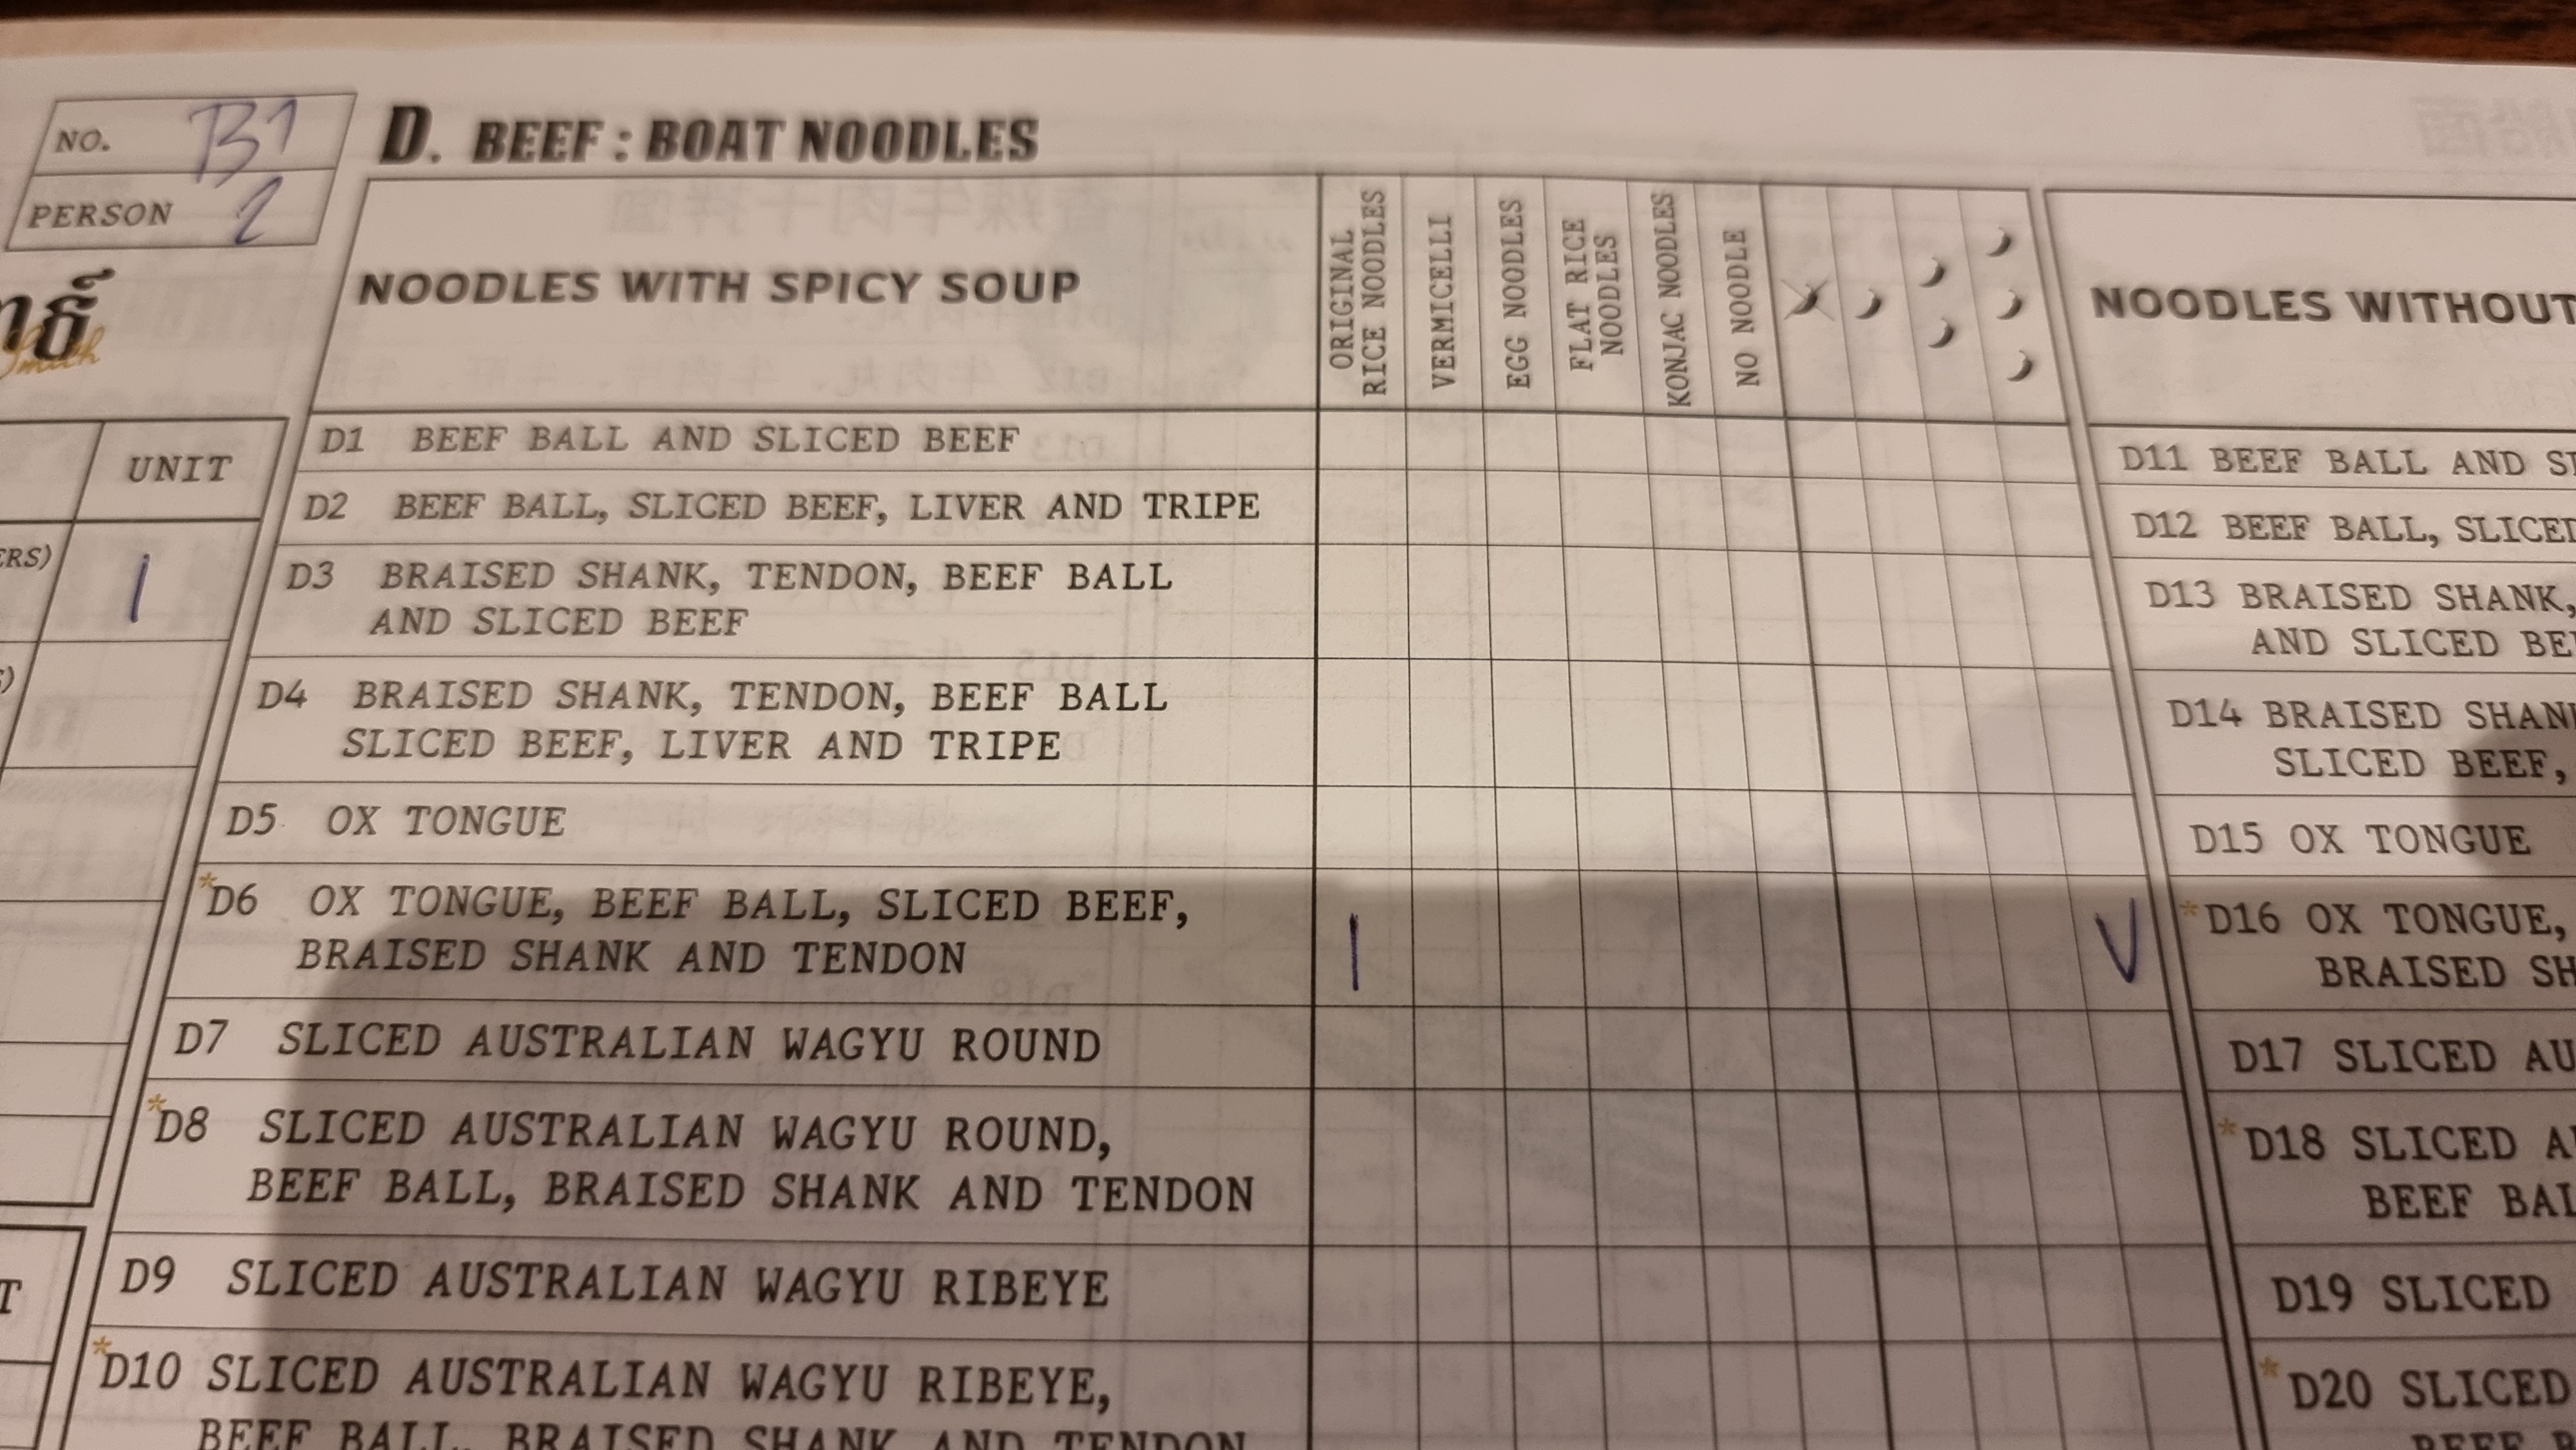 NO. B1
PERSON 2
D. BEEF : BOAT NOODLES
NOODLES WITH SPICY SOUP
ORIGINAL
RICE NOODLES
VERMICELLI
EGG NOODLES
FLAT RICE
NOODLES
KONJAC NOODLES
NO NOODLE
D1 BEEF BALL AND SLICED BEEF
D2 BEEF BALL, SLICED BEEF, LIVER AND TRIPE
D3 BRAISED SHANK, TENDON, BEEF BALL
AND SLICED BEEF
D4 BRAISED SHANK, TENDON, BEEF BALL
SLICED BEEF, LIVER AND TRIPE
D5 OX TONGUE
*D6 OX TONGUE, BEEF BALL, SLICED BEEF,
BRAISED SHANK AND TENDON
1
V
D7 SLICED AUSTRALIAN WAGYU ROUND
*D8 SLICED AUSTRALIAN WAGYU ROUND,
BEEF BALL, BRAISED SHANK AND TENDON
D9 SLICED AUSTRALIAN WAGYU RIBEYE
*D10 SLICED AUSTRALIAN WAGYU RIBEYE,
BEEF BALL, BRAISED SHANK AND TENDON
UNIT
1
NOODLES WITHOUT
D11 BEEF BALL AND
D12 BEEF BALL,
D13 BRAISED SHANK,
AND SLICED
D14 BRAISED
SLICED BEEF,
D15 OX TONGUE
*D16 OX TONGUE,
BRAISED
D17 SLICED
*D18 SLICED
BEEF
D19 SLICED
*D20 SLICED
BEEF